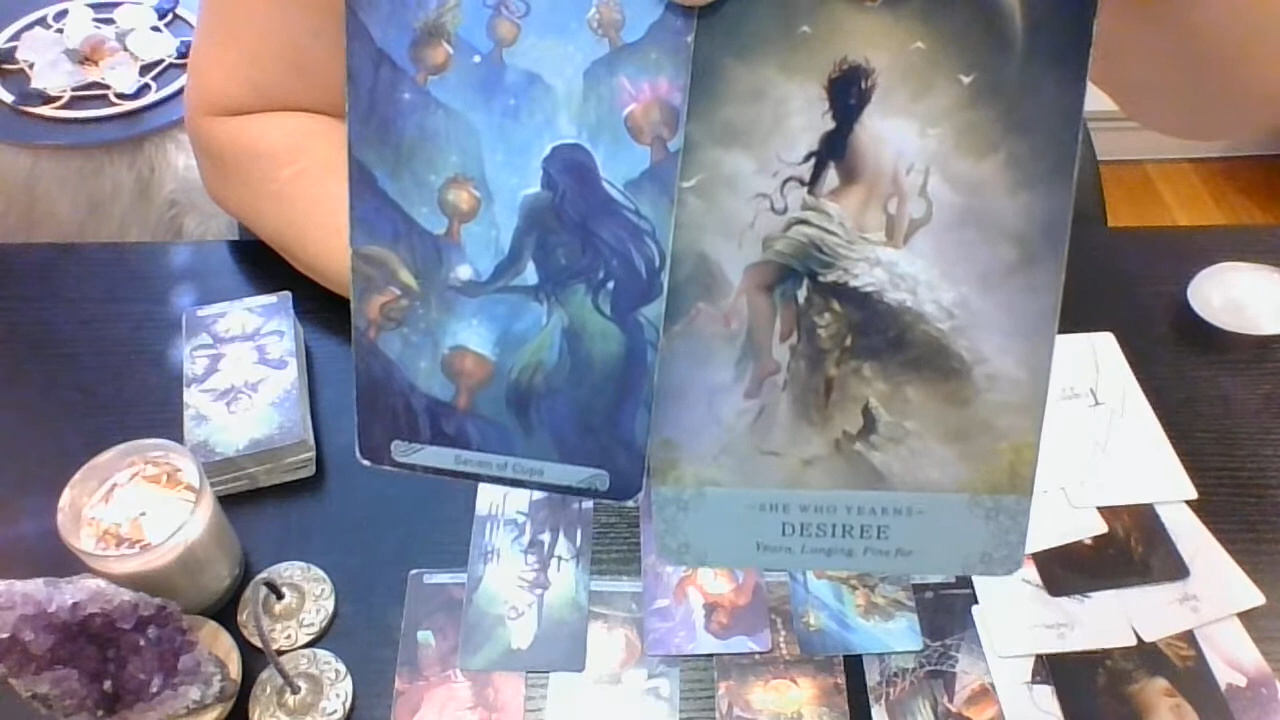 Seven of Cups
~SHE WHO YEARNS~
DESIREE
Yearn, Longing, Pine for